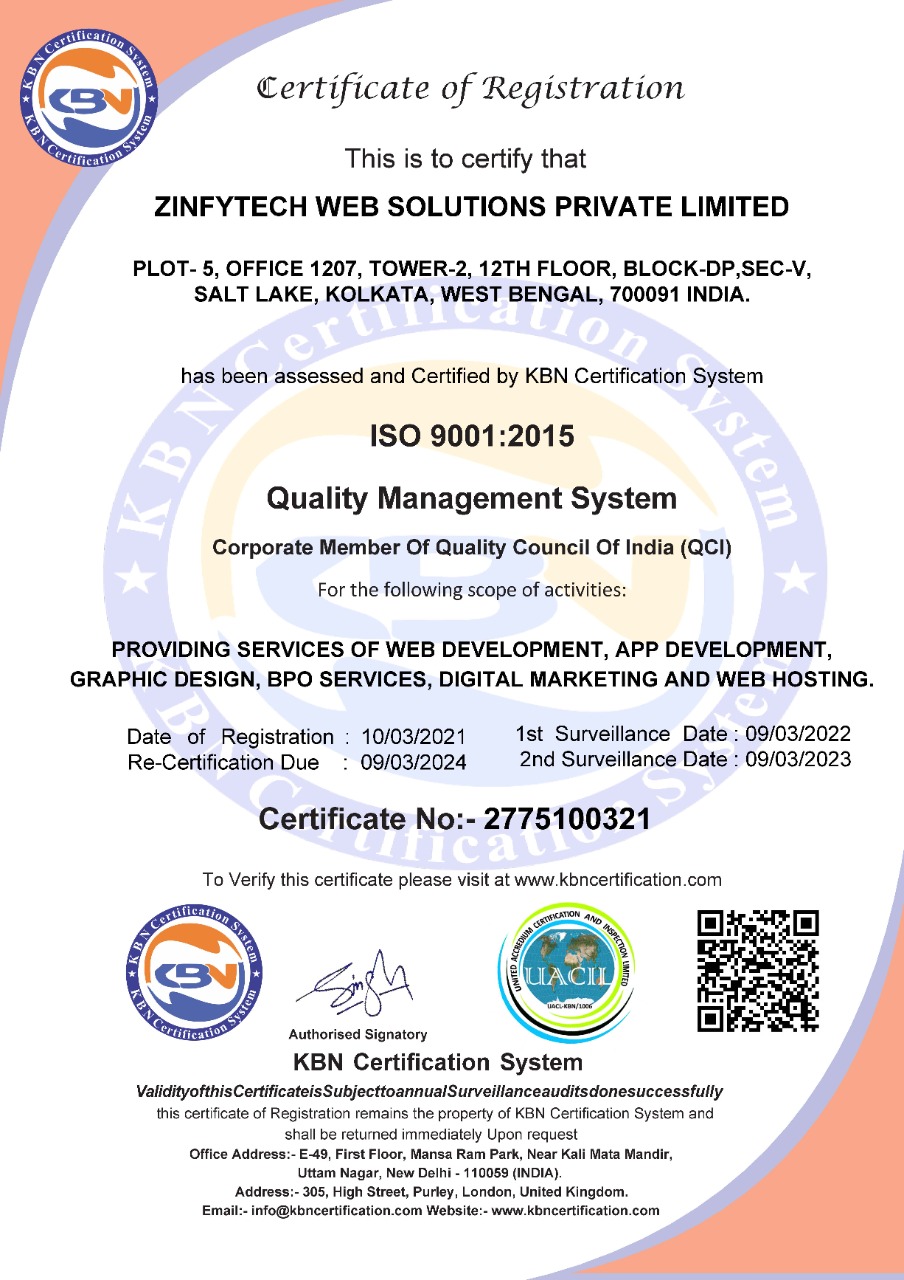 KBN Certification System
KBN
KBN Certification System
Certificate of Registration
This is to certify that
ZINFYTECH WEB SOLUTIONS PRIVATE LIMITED
PLOT- 5, OFFICE 1207, TOWER-2, 12TH FLOOR, BLOCK-DP,SEC-V,
SALT LAKE, KOLKATA, WEST BENGAL, 700091 INDIA.
has been assessed and Certified by KBN Certification System
ISO 9001:2015
Quality Management System
Corporate Member Of Quality Council Of India (QCI)
For the following scope of activities:
PROVIDING SERVICES OF WEB DEVELOPMENT, APP DEVELOPMENT,
GRAPHIC DESIGN, BPO SERVICES, DIGITAL MARKETING AND WEB HOSTING.
Date of Registration : 10/03/2021 1st Surveillance Date : 09/03/2022
Re-Certification Due : 09/03/2024 2nd Surveillance Date : 09/03/2023
Certificate No:- 2775100321
To Verify this certificate please visit at www.kbncertification.com
KBN Certification System
KBN
KBN Certification System
Singh
Authorised Signatory
UNITED ACCREDIUM CERTIFICATION AND INSPECTION LIMITED
UACIL
UACL-KBN/1006
KBN Certification System
ValidityofthisCertificateisSubjecttoannualSurveillanceauditsdonesuccessfully
this certificate of Registration remains the property of KBN Certification System and
shall be returned immediately Upon request
Office Address:- E-49, First Floor, Mansa Ram Park, Near Kali Mata Mandir,
Uttam Nagar, New Delhi - 110059 (INDIA).
Address:- 305, High Street, Purley, London, United Kingdom.
Email:- info@kbncertification.com Website:- www.kbncertification.com
KBN Certification System
KBN
KBN Certification System